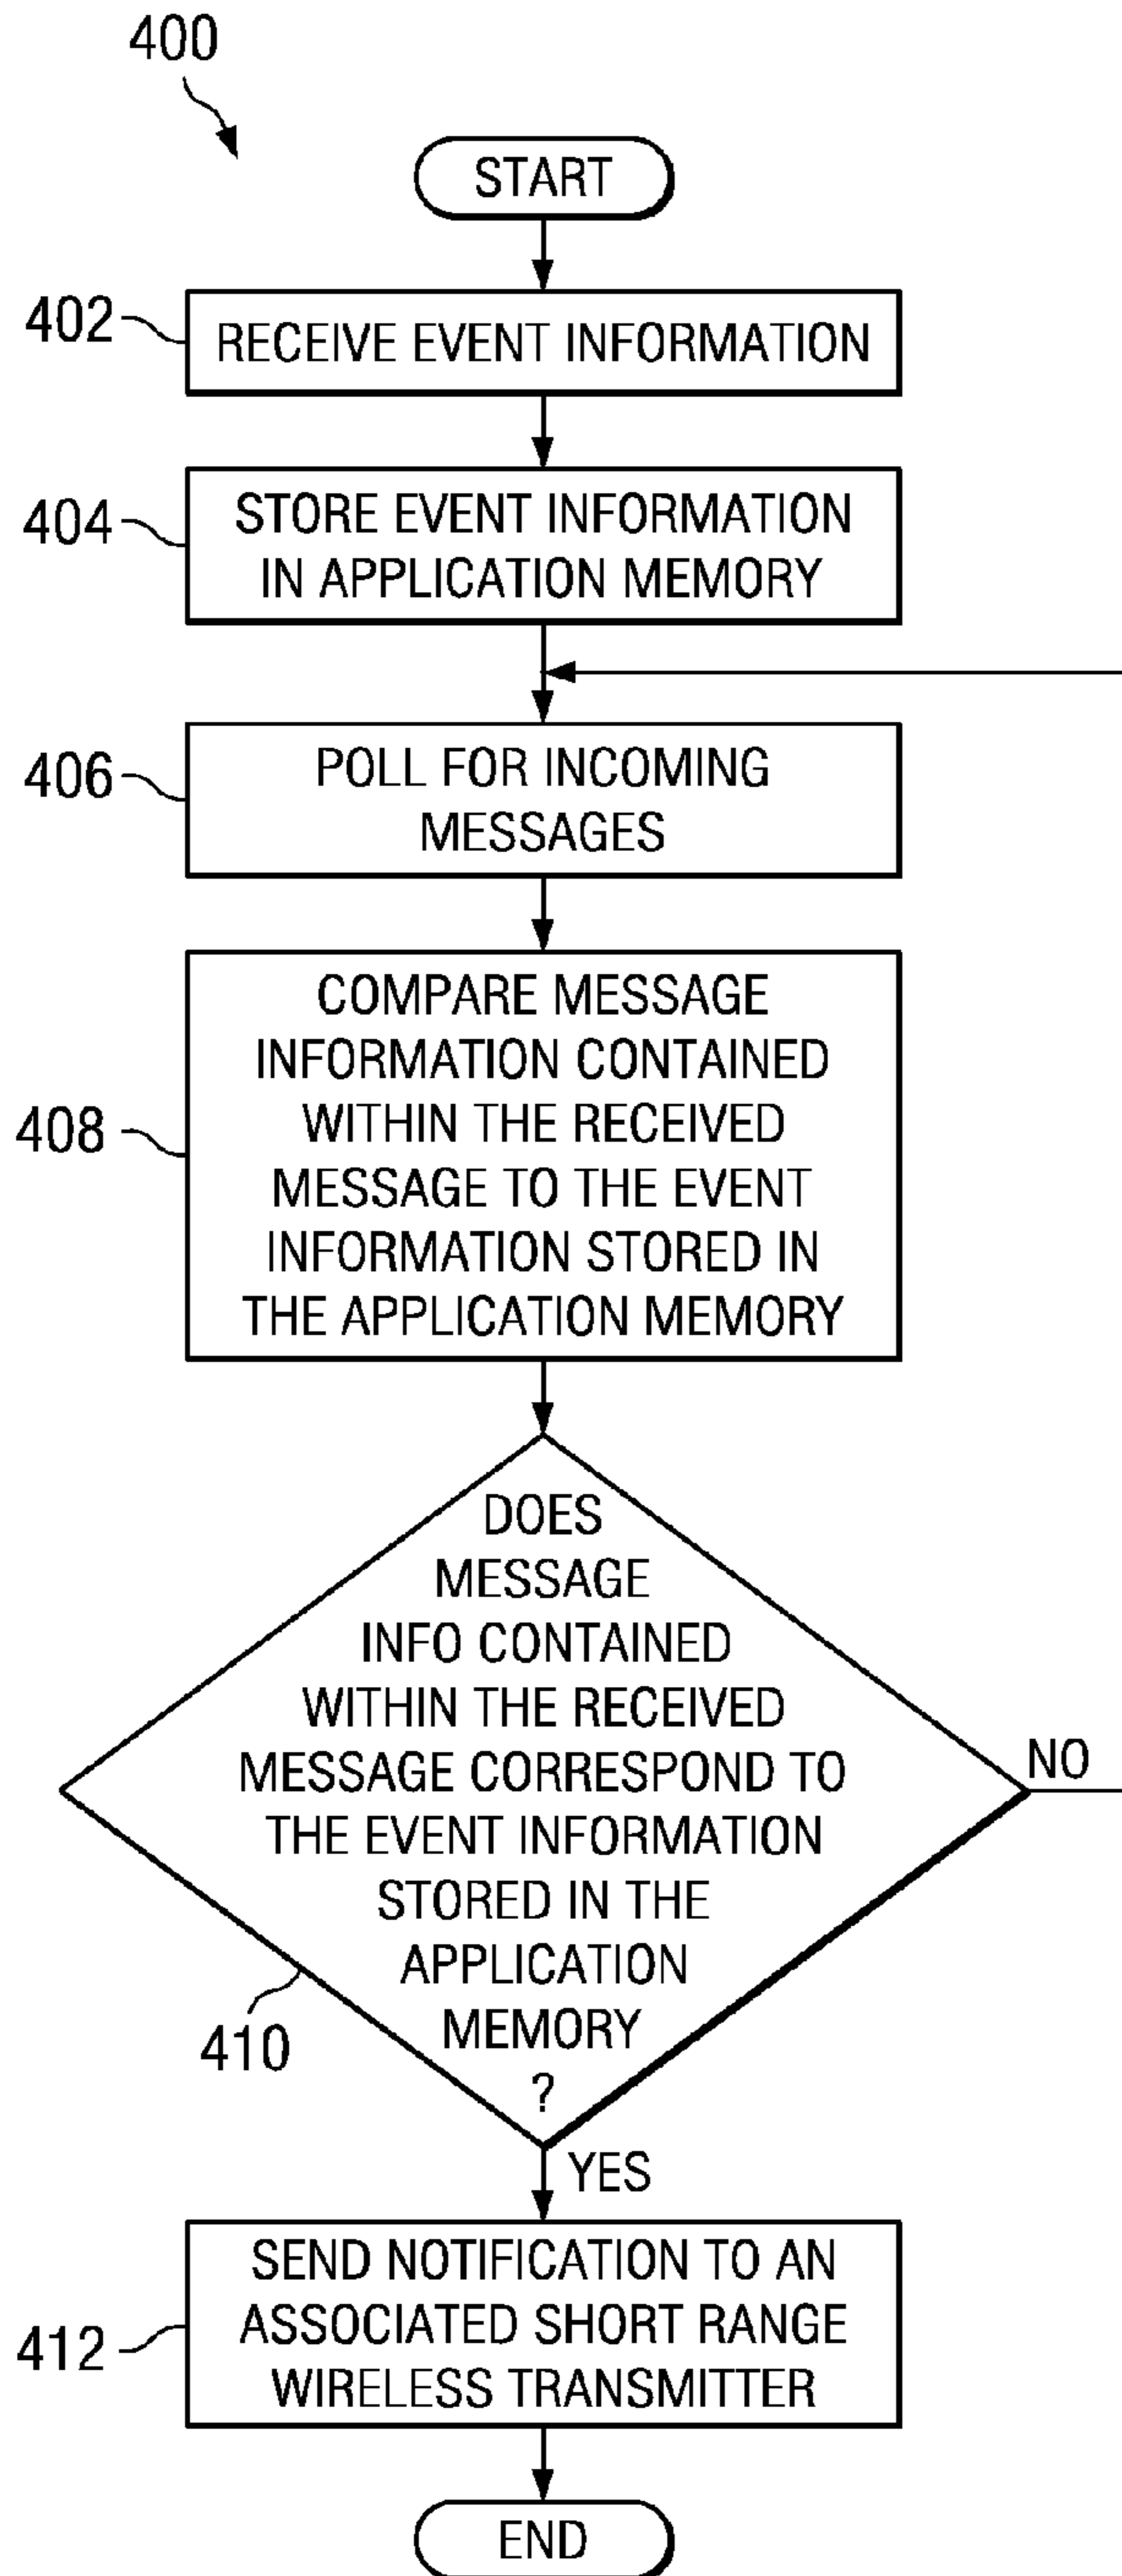 400
START
402
RECEIVE EVENT INFORMATION
404
STORE EVENT INFORMATION
IN APPLICATION MEMORY
406
POLL FOR INCOMING
MESSAGES
408
COMPARE MESSAGE
INFORMATION CONTAINED
WITHIN THE RECEIVED
MESSAGE TO THE EVENT
INFORMATION STORED IN
THE APPLICATION MEMORY
DOES
MESSAGE
INFO CONTAINED
WITHIN THE RECEIVED
MESSAGE CORRESPOND TO
THE EVENT INFORMATION
STORED IN THE
APPLICATION
MEMORY
?
NO
410
YES
412
SEND NOTIFICATION TO AN
ASSOCIATED SHORT RANGE
WIRELESS TRANSMITTER
END